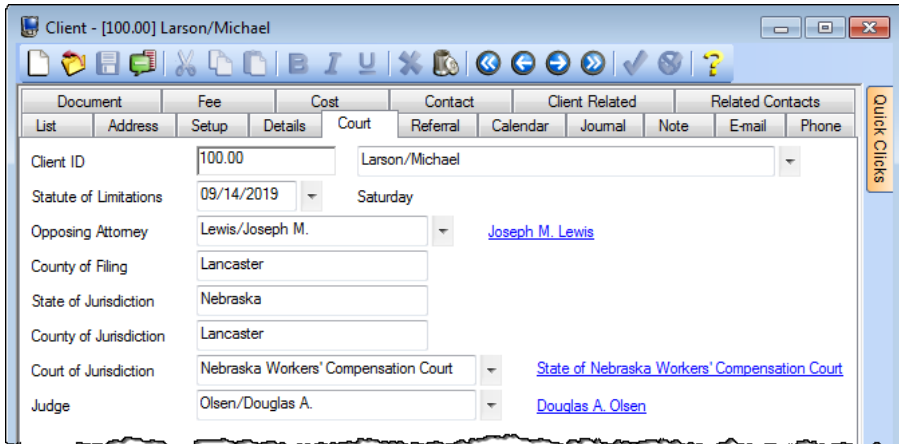 Client - [100.00] Larson/Michael
B I U
Document Fee Cost Contact Client Related Related Contacts
List Address Setup Details Court Referral Calendar Journal Note E-mail Phone
Quick Clicks
Client ID 100.00 Larson/Michael
Statute of Limitations 09/14/2019 Saturday
Opposing Attorney Lewis/Joseph M. Joseph M. Lewis
County of Filing Lancaster
State of Jurisdiction Nebraska
County of Jurisdiction Lancaster
Court of Jurisdiction Nebraska Workers' Compensation Court State of Nebraska Workers' Compensation Court
Judge Olsen/Douglas A. Douglas A. Olsen